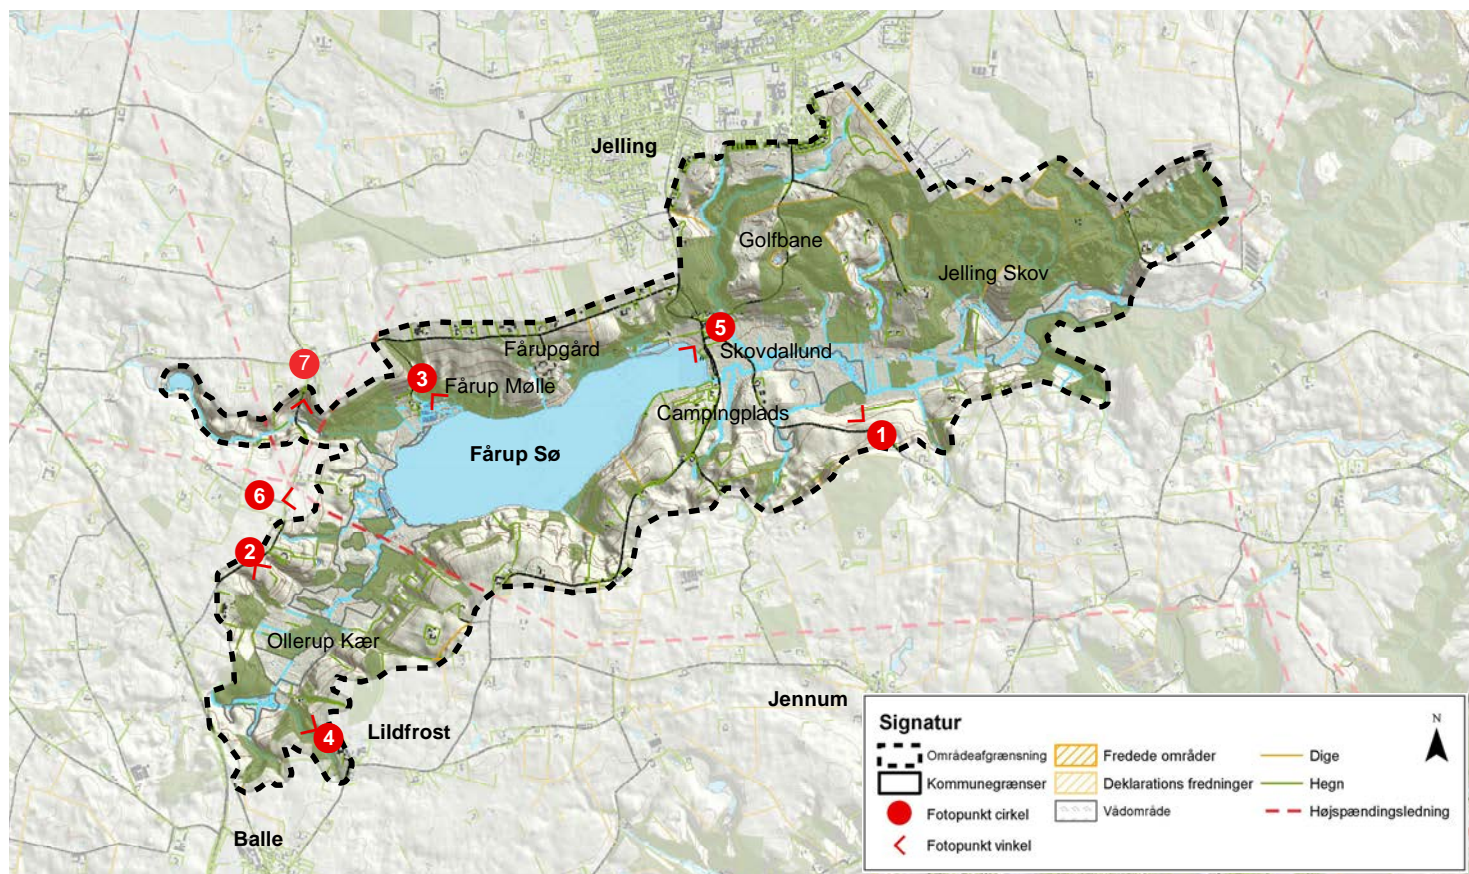 Jelling
Golfbane
Jelling Skov
5
Skovdallund
Fårupgård
7
3
Fårup Mølle
Campingplads
1
Fårup Sø
6
2
Ollerup Kær
Jennum
4
Lildfrost
Balle
Signatur
N
Områdeafgrænsning
Fredede områder
Dige
Kommunegrænser
Deklarations fredninger
Hegn
Fotopunkt cirkel
Vådområde
Højspændingsledning
Fotopunkt vinkel